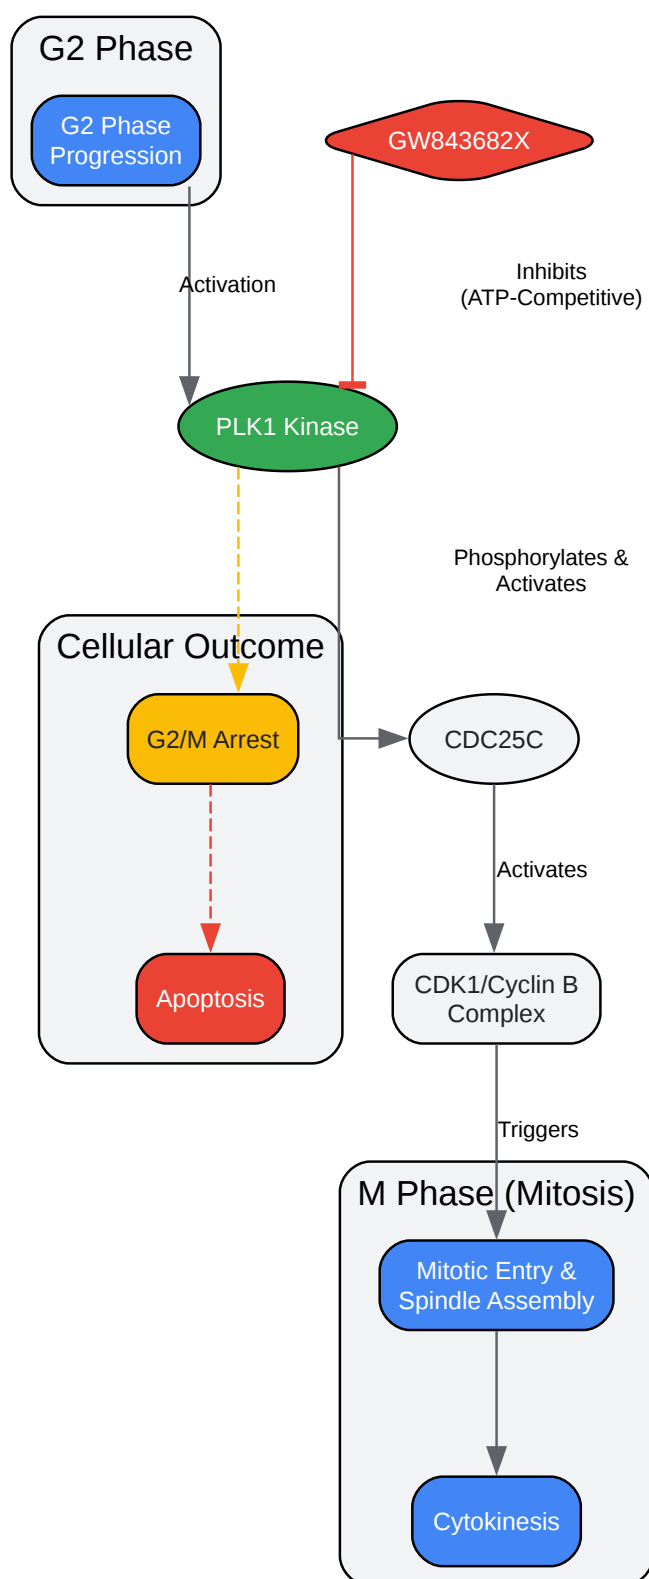 G2 Phase
G2 Phase
Progression
GW843682X
Activation
Inhibits
(ATP-Competitive)
PLK1 Kinase
Phosphorylates &
Activates
Cellular Outcome
G2/M Arrest
CDC25C
Activates
Apoptosis
CDK1/Cyclin B
Complex
Triggers
M Phase (Mitosis)
Mitotic Entry &
Spindle Assembly
Cytokinesis